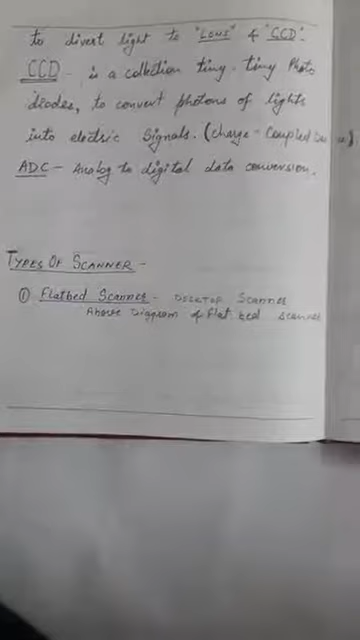 to divert light to "Lens" & "CCD".
CCD - is a collection tiny-tiny Photo
diodes, to convert photons of lights
into electric signals. (charge-Coupled
ADC - Analog to digital data conversion.
TYPES OF SCANNER -
① Flatbed Scanner - DESKTOP Scanner
Above Diagram of Flat bed scanner